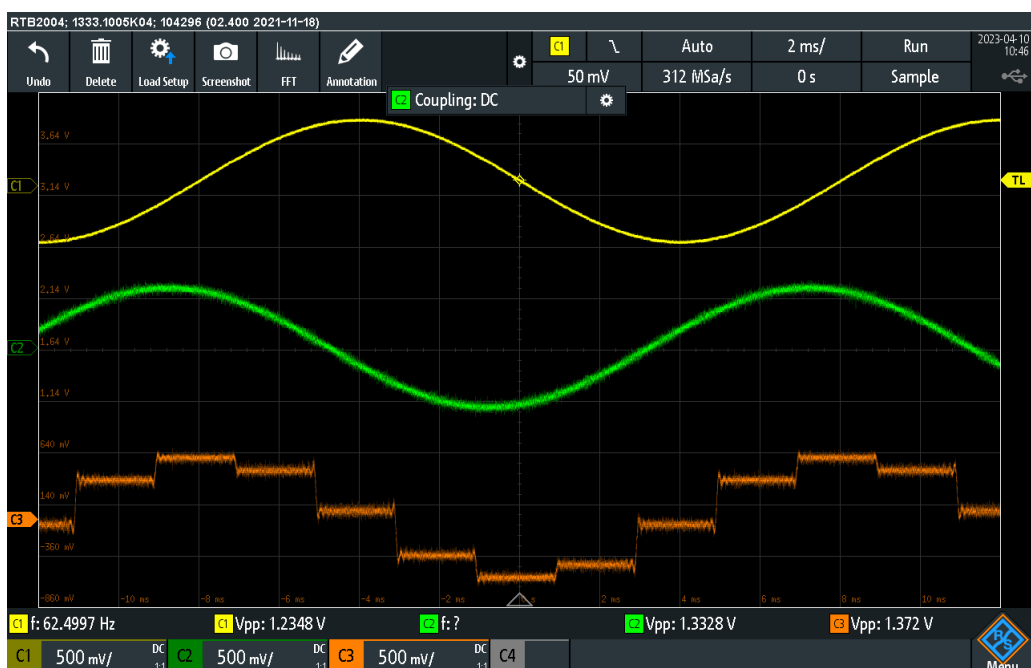 RTB2004; 1333.1005K04; 104296 (02.400 2021-11-18)
Undo Delete Load Setup Screenshot FFT Annotation
C1 Auto 2 ms/ Run
50 mV 312 MSa/s 0 s Sample
2023-04-10
10:46
C2 Coupling: DC
3.64 V
C1 3.14 V TL
2.64 V
2.14 V
C2 1.64 V
1.14 V
640 mV
140 mV
C3
-360 mV
-860 mV -10 ms -8 ms -6 ms -4 ms -2 ms 0 s 2 ms 4 ms 6 ms 8 ms 10 ms
C1 f: 62.4997 Hz C1 Vpp: 1.2348 V C2 f: ? C2 Vpp: 1.3328 V C3 Vpp: 1.372 V
C1 500 mV/ DC 1:1 C2 500 mV/ DC 1:1 C3 500 mV/ DC 1:1 C4
R&S
Menu